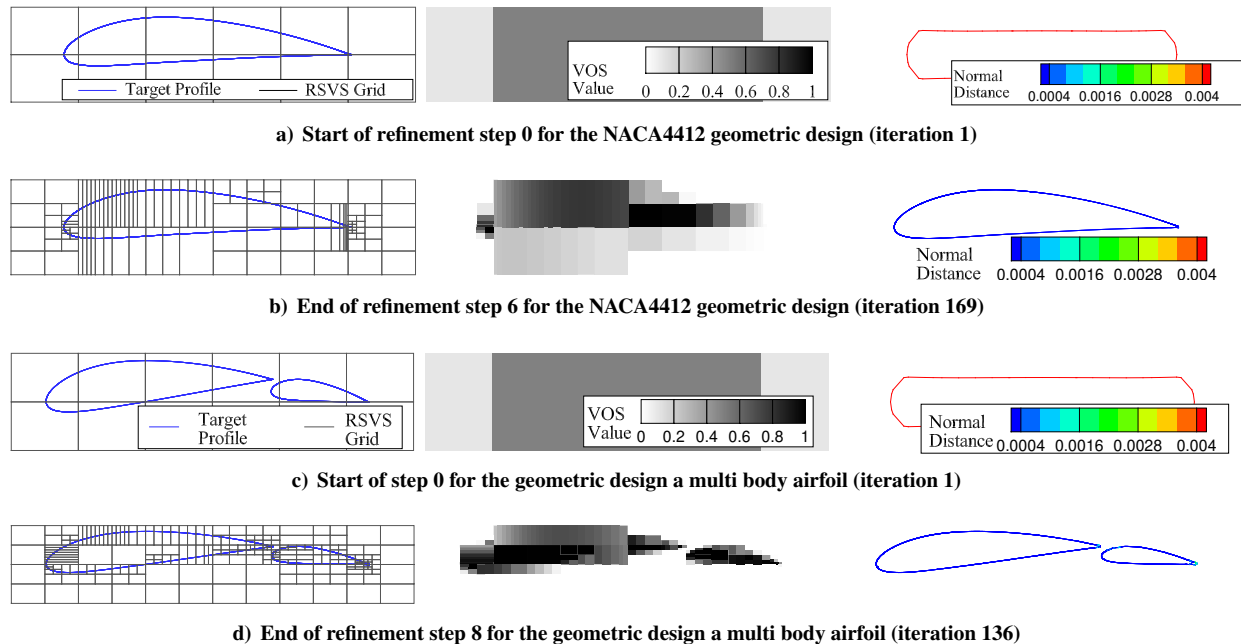 Target Profile RSVS Grid
VOS Value
0 0.2 0.4 0.6 0.8 1
Normal Distance
0.0004 0.0016 0.0028 0.004
a) Start of refinement step 0 for the NACA4412 geometric design (iteration 1)
Normal Distance
0.0004 0.0016 0.0028 0.004
b) End of refinement step 6 for the NACA4412 geometric design (iteration 169)
Target Profile
RSVS Grid
VOS Value
0 0.2 0.4 0.6 0.8 1
Normal Distance
0.0004 0.0016 0.0028 0.004
c) Start of step 0 for the geometric design a multi body airfoil (iteration 1)
d) End of refinement step 8 for the geometric design a multi body airfoil (iteration 136)